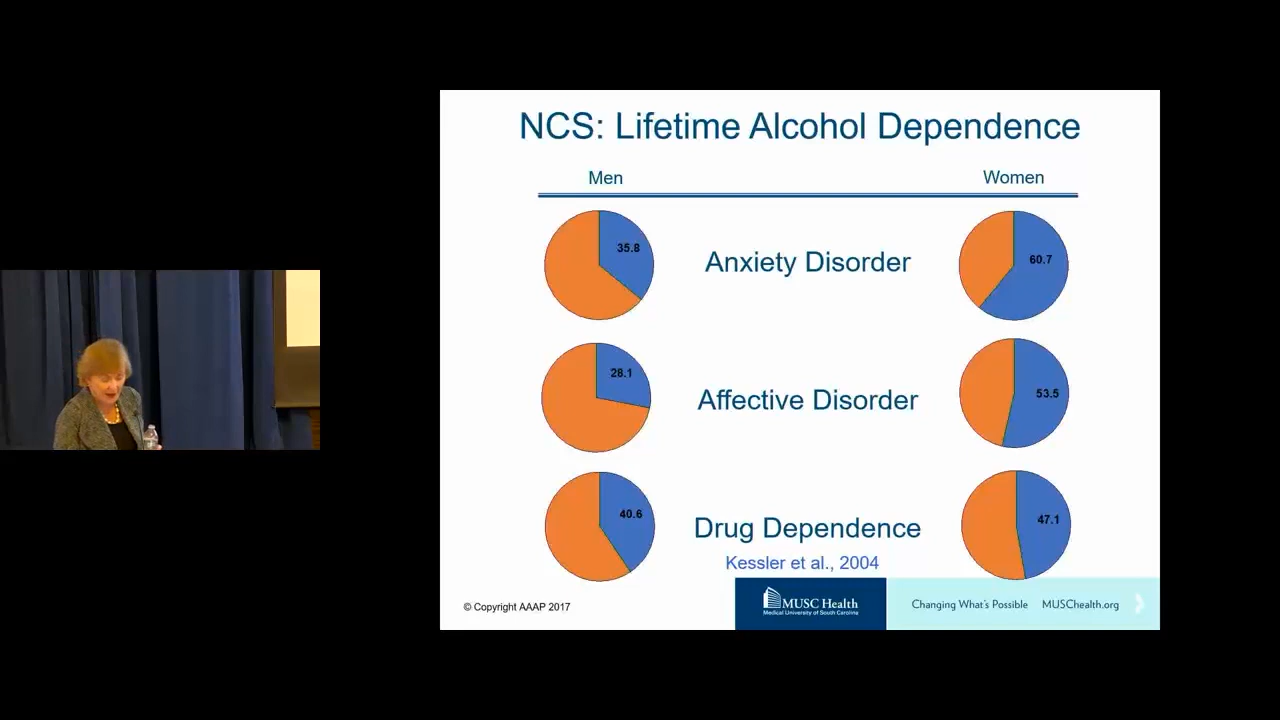 NCS: Lifetime Alcohol Dependence
Men
Women
35.8
Anxiety Disorder
60.7
28.1
Affective Disorder
53.5
40.6
Drug Dependence
47.1
Kessler et al., 2004
© Copyright AAAP 2017
MUSC Health
Medical University of South Carolina
Changing What's Possible
MUSChealth.org